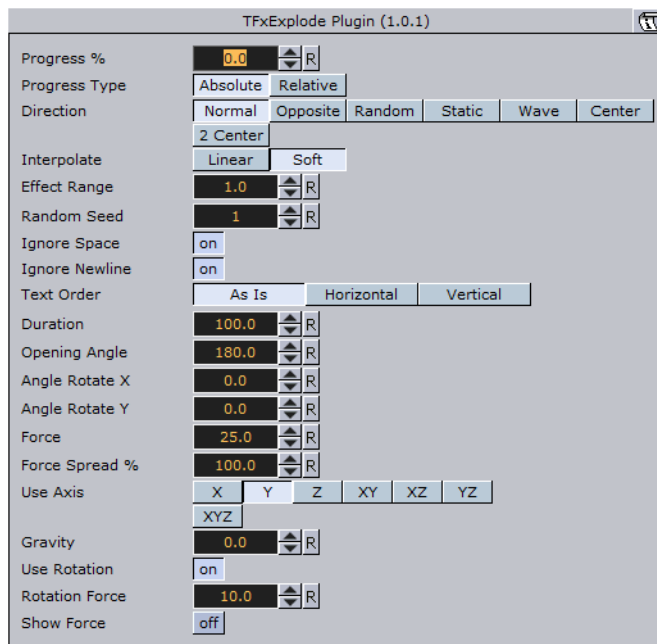 TFxExplode Plugin (1.0.1)
Progress % 0.0 R
Progress Type Absolute Relative
Direction Normal Opposite Random Static Wave Center
2 Center
Interpolate Linear Soft
Effect Range 1.0 R
Random Seed 1 R
Ignore Space on
Ignore Newline on
Text Order As Is Horizontal Vertical
Duration 100.0 R
Opening Angle 180.0 R
Angle Rotate X 0.0 R
Angle Rotate Y 0.0 R
Force 25.0 R
Force Spread % 100.0 R
Use Axis X Y Z XY XZ YZ
XYZ
Gravity 0.0 R
Use Rotation on
Rotation Force 10.0 R
Show Force off